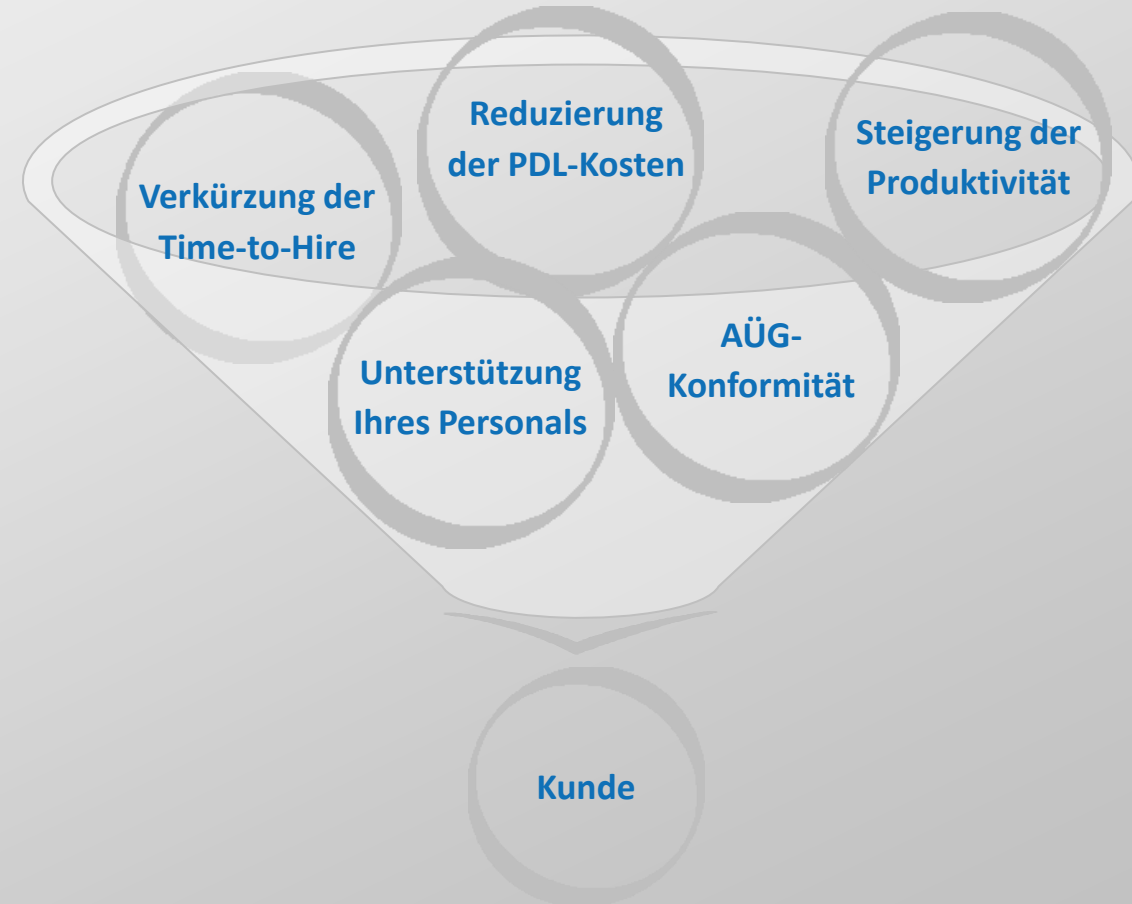 Reduzierung
der PDL-Kosten
Steigerung der
Produktivität
Verkürzung der
Time-to-Hire
AÜG-
Konformität
Unterstützung
Ihres Personals
Kunde